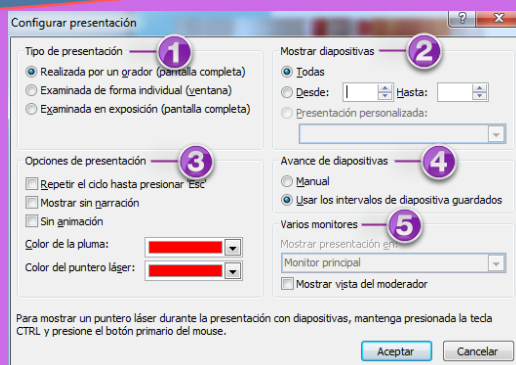 Configurar presentación
Tipo de presentación
1
Realizada por un orador (pantalla completa)
Examinada de forma individual (ventana)
Examinada en exposición (pantalla completa)
Mostrar diapositivas
2
Todas
Desde: Hasta:
Presentación personalizada:
Opciones de presentación
3
Repetir el ciclo hasta presionar 'Esc'
Mostrar sin narración
Sin animación
Color de la pluma:
Color del puntero láser:
Avance de diapositivas
4
Manual
Usar los intervalos de diapositiva guardados
Varios monitores
5
Mostrar presentación en:
Monitor principal
Mostrar vista del moderador
Para mostrar un puntero láser durante la presentación con diapositivas, mantenga presionada la tecla
CTRL y presione el botón primario del mouse.
Aceptar Cancelar